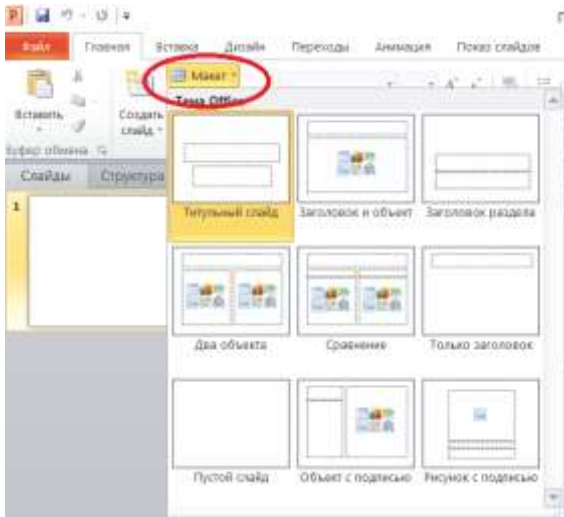 P
Файл Главная Вставка Дизайн Переходы Анимация Показ слайдов
Макет
Вставить
Создать слайд
Тема Office
Буфер обмена
Слайды Структура
1
Титульный слайд Заголовок и объект Заголовок раздела
Два объекта Сравнение Только заголовок
Пустой слайд Объект с подписью Рисунок с подписью